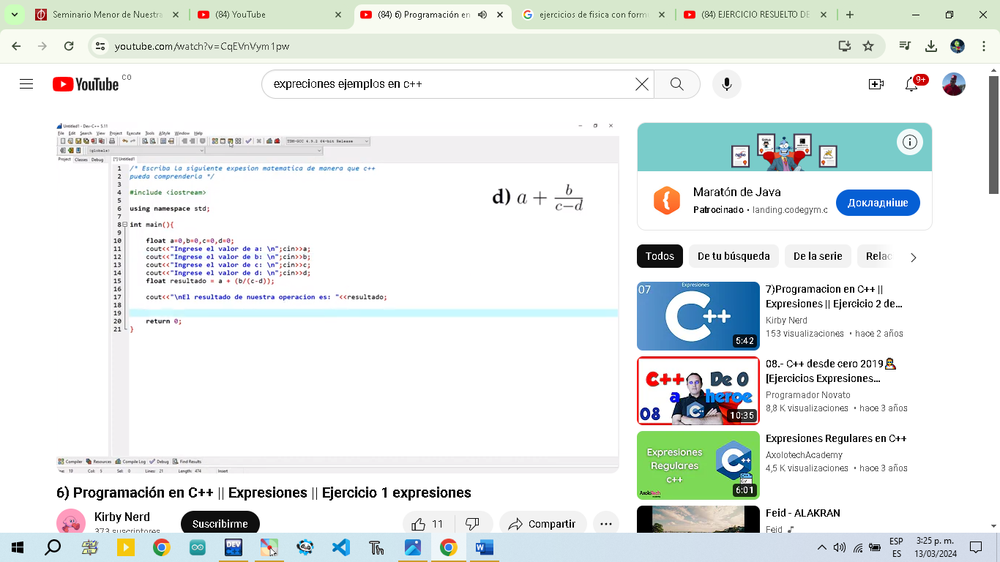 Seminario Menor de Nuestra
(84) YouTube
(84) 6) Programación en
ejercicios de fisica con form
(84) EJERCICIO RESUELTO DE
youtube.com/watch?v=CqEVnVym1pw
YouTube CO
expreciones ejemplos en c++
9+
Untitled1 - Dev-C++ 5.11
File Edit Search View Project Execute Tools AStyle Window Help
TDM-GCC 4.9.2 64-bit Release
(globals)
Project Classes Debug
[*] Untitled1
1 /* Escriba la siguiente expesion matematica de manera que c++
2 pueda comprenderla */
3
4 #include <iostream>
5
6 using namespace std;
7
8 int main(){
9
10 float a=0,b=0,c=0,d=0;
11 cout<<"Ingrese el valor de a: \n";cin>>a;
12 cout<<"Ingrese el valor de b: \n";cin>>b;
13 cout<<"Ingrese el valor de c: \n";cin>>c;
14 cout<<"Ingrese el valor de d: \n";cin>>d;
15 float resultado = a + (b/(c-d));
16
17 cout<<"\nEl resultado de nuestra operacion es: "<<resultado;
18
19
20 return 0;
21 }
d) a + b/(c−d)
Compiler Resources Compile Log Debug Find Results
19 Col: 5 Sel: 0 Lines: 21 Length: 474 Insert
6) Programación en C++ || Expresiones || Ejercicio 1 expresiones
Kirby Nerd
373 suscriptores
Suscribirme
11
Compartir
Maratón de Java
Patrocinado • landing.codegym.c
Докладніше
Todos
De tu búsqueda
De la serie
Relac
07
Expresiones
C++
5:42
7)Programacion en C++ ||
Expresiones || Ejercicio 2 de...
Kirby Nerd
153 visualizaciones • hace 2 años
C++ De 0
a heroe
08
10:35
08.- C++ desde cero 2019
[Ejercicios Expresiones...
Programador Novato
8,8 K visualizaciones • hace 3 años
Expresiones
Regulares
c++
AxoloTech
6:01
Expresiones Regulares en C++
AxolotechAcademy
4,5 K visualizaciones • hace 3 años
Feid - ALAKRAN
Feid
DEV
ESP
ES
3:25 p. m.
13/03/2024